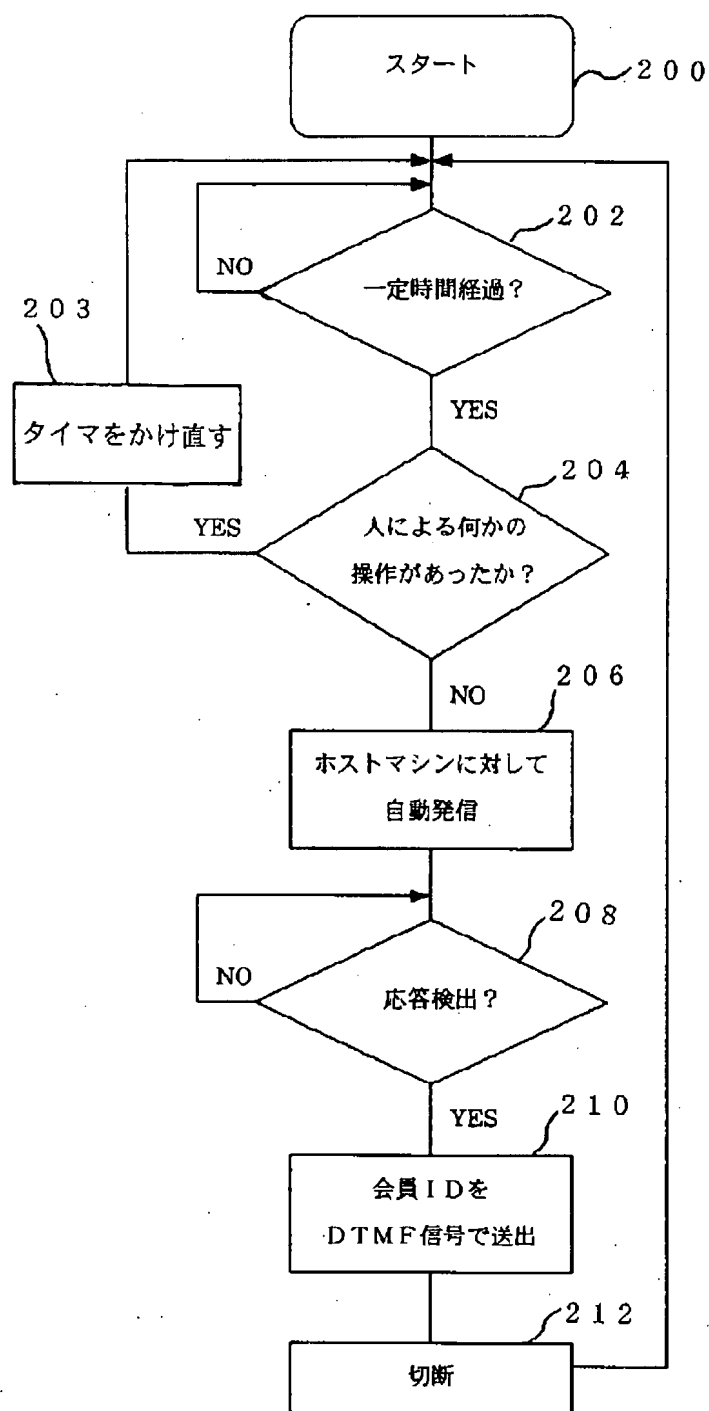 スタート
２００
２０２
NO
一定時間経過？
２０３
YES
タイマをかけ直す
２０４
YES
人による何かの
操作があったか？
NO
２０６
ホストマシンに対して
自動発信
２０８
NO
応答検出？
YES
２１０
会員ＩＤを
ＤＴＭＦ信号で送出
２１２
切断